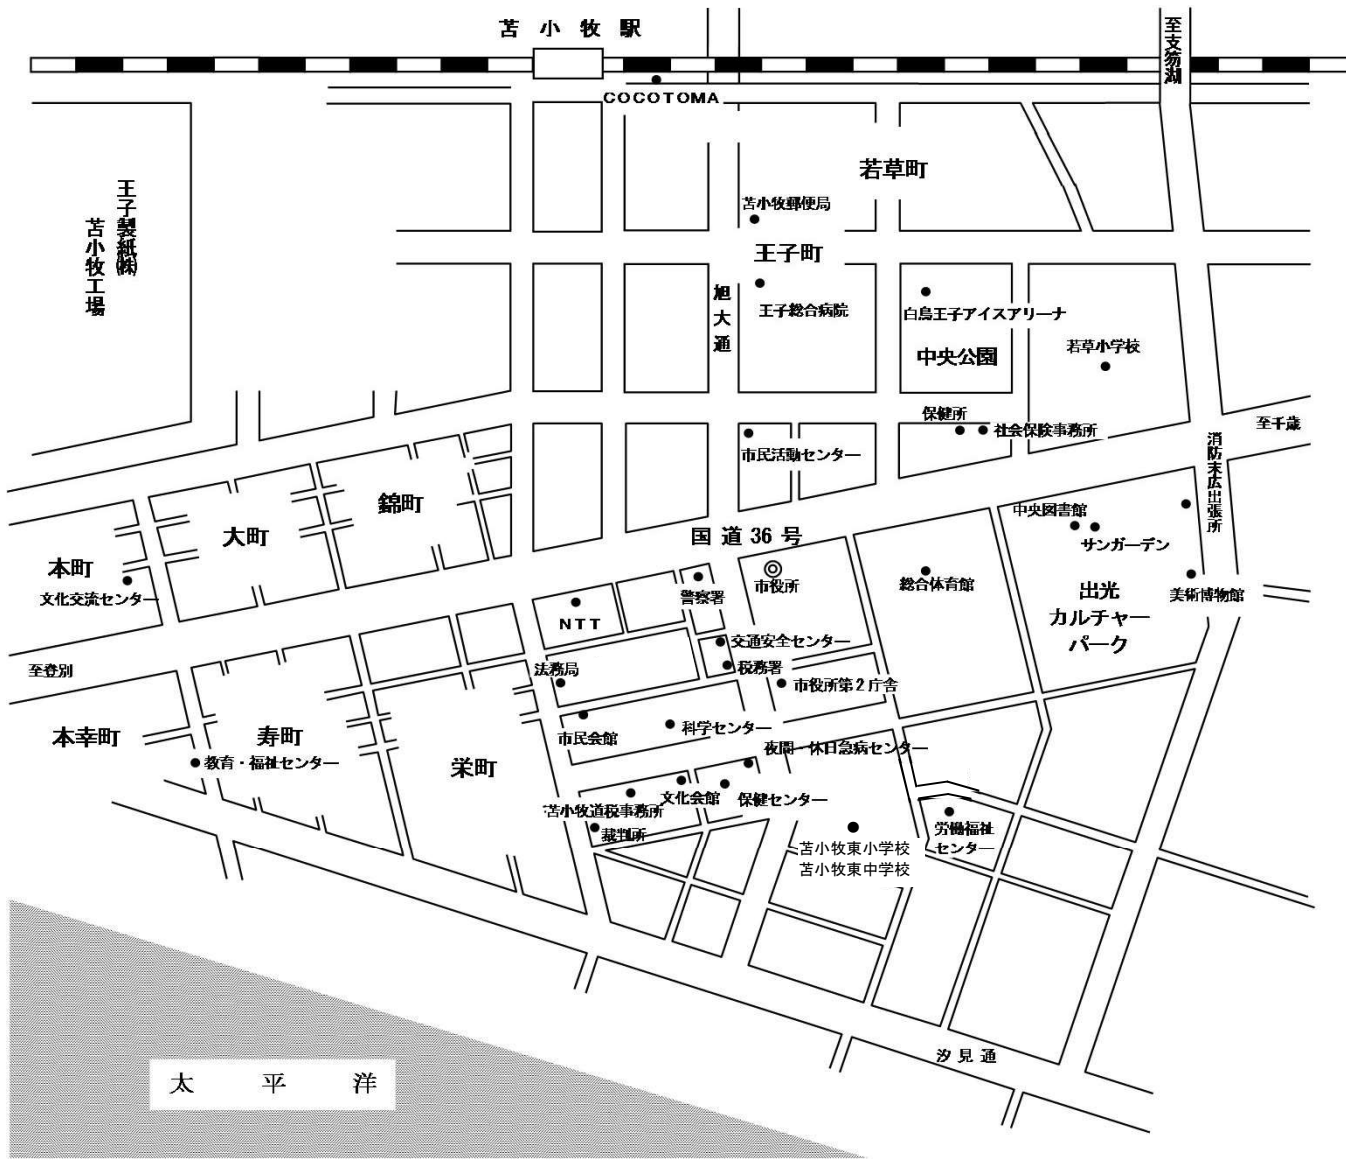 苫小牧駅
至支笏湖
COCOTOMA
若草町
王子製紙㈱
苫小牧工場
苫小牧郵便局
王子町
旭大通
王子総合病院
白鳥王子アイスアリーナ
中央公園
若草小学校
保健所
社会保険事務所
至千歳
市民活動センター
消防末広出張所
錦町
大町
国道36号
中央図書館
サンガーデン
本町
文化交流センター
市役所
総合体育館
出光
カルチャー
パーク
美術博物館
警察署
NTT
交通安全センター
至登別
法務局
税務署
市役所第2庁舎
本幸町
寿町
教育・福祉センター
市民会館
科学センター
夜間・休日急病センター
栄町
文化会館
保健センター
苫小牧道税事務所
裁判所
労働福祉
センター
苫小牧東小学校
苫小牧東中学校
汐見通
太平洋